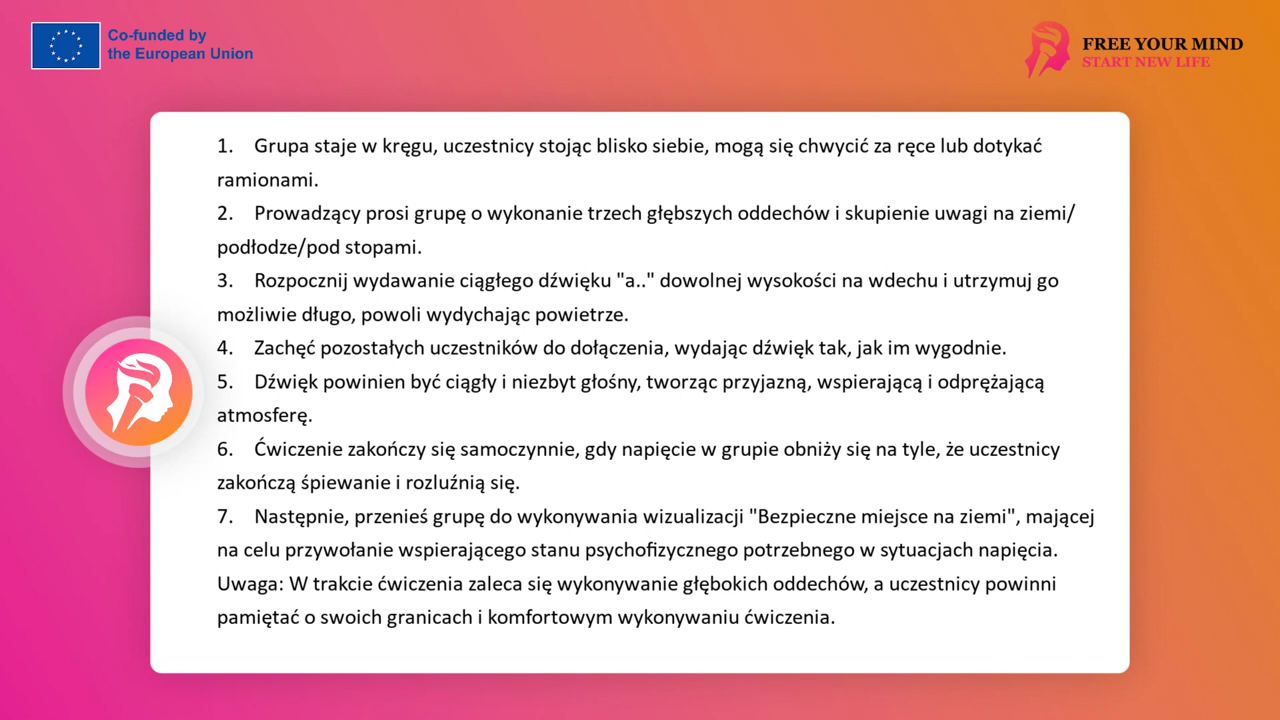 Co-funded by
the European Union
FREE YOUR MIND
START NEW LIFE
1. Grupa staje w kręgu, uczestnicy stojąc blisko siebie, mogą się chwycić za ręce lub dotykać
ramionami.
2. Prowadzący prosi grupę o wykonanie trzech głębszych oddechów i skupienie uwagi na ziemi/
podłodze/pod stopami.
3. Rozpocznij wydawanie ciągłego dźwięku "a.." dowolnej wysokości na wdechu i utrzymuj go
możliwie długo, powoli wydychając powietrze.
4. Zachęć pozostałych uczestników do dołączenia, wydając dźwięk tak, jak im wygodnie.
5. Dźwięk powinien być ciągły i niezbyt głośny, tworząc przyjazną, wspierającą i odprężającą
atmosferę.
6. Ćwiczenie zakończy się samoczynnie, gdy napięcie w grupie obniży się na tyle, że uczestnicy
zakończą śpiewanie i rozluźnią się.
7. Następnie, przenieś grupę do wykonywania wizualizacji "Bezpieczne miejsce na ziemi", mającej
na celu przywołanie wspierającego stanu psychofizycznego potrzebnego w sytuacjach napięcia.
Uwaga: W trakcie ćwiczenia zaleca się wykonywanie głębokich oddechów, a uczestnicy powinni
pamiętać o swoich granicach i komfortowym wykonywaniu ćwiczenia.